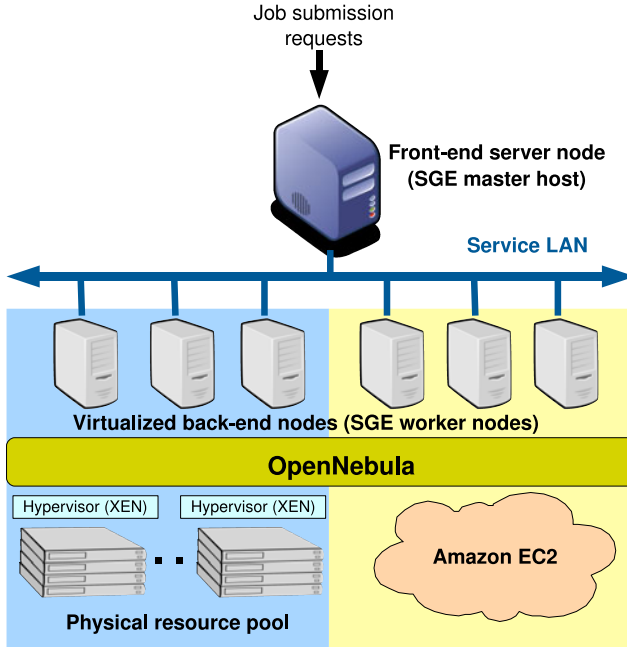 Job submission
requests
Front-end server node
(SGE master host)
Service LAN
Virtualized back-end nodes (SGE worker nodes)
OpenNebula
Hypervisor (XEN)
Hypervisor (XEN)
Amazon EC2
Physical resource pool